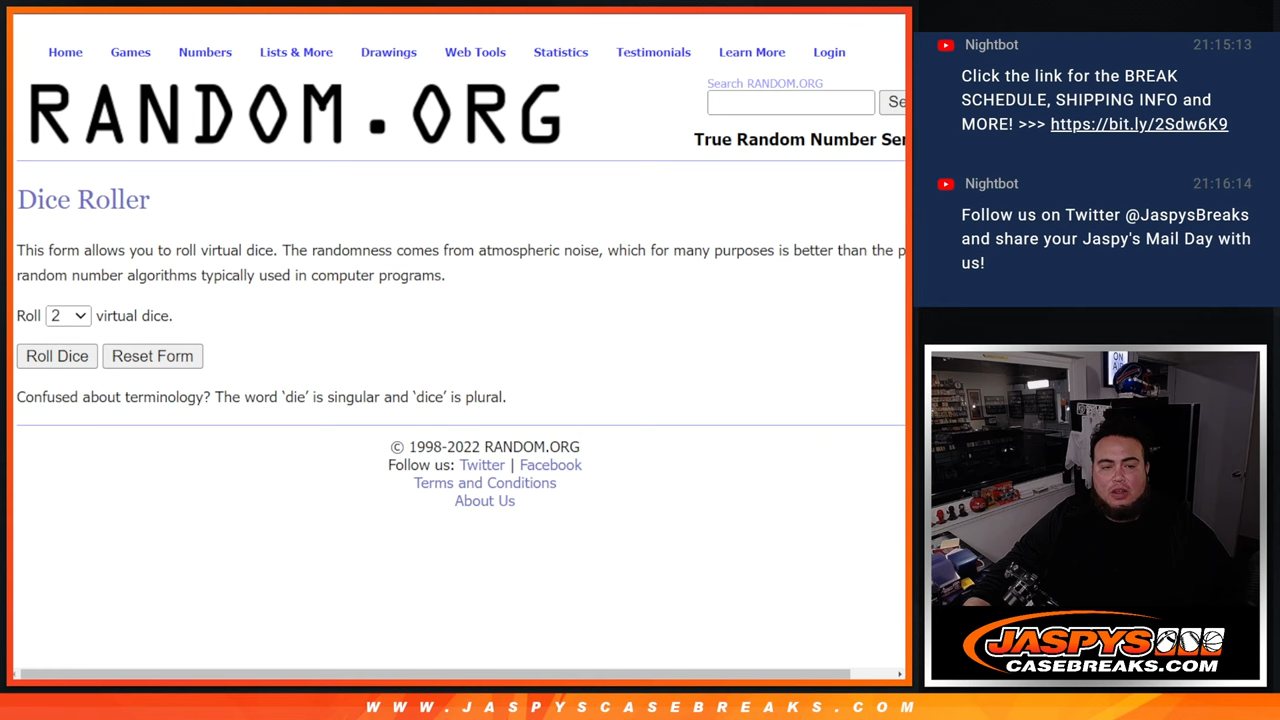 Home Games Numbers Lists & More Drawings Web Tools Statistics Testimonials Learn More Login
RANDOM.ORG
Search RANDOM.ORG
Se
True Random Number Ser
Dice Roller
This form allows you to roll virtual dice. The randomness comes from atmospheric noise, which for many purposes is better than the p
random number algorithms typically used in computer programs.
Roll 2 virtual dice.
Roll Dice Reset Form
Confused about terminology? The word ‘die’ is singular and ‘dice’ is plural.
© 1998-2022 RANDOM.ORG
Follow us: Twitter | Facebook
Terms and Conditions
About Us
Nightbot 21:15:13
Click the link for the BREAK
SCHEDULE, SHIPPING INFO and
MORE! >>> https://bit.ly/2Sdw6K9
Nightbot 21:16:14
Follow us on Twitter @JaspysBreaks
and share your Jaspy's Mail Day with
us!
ON
AIR
JASPYS
CASEBREAKS.COM
WWW.JASPYSCASEBREAKS.COM